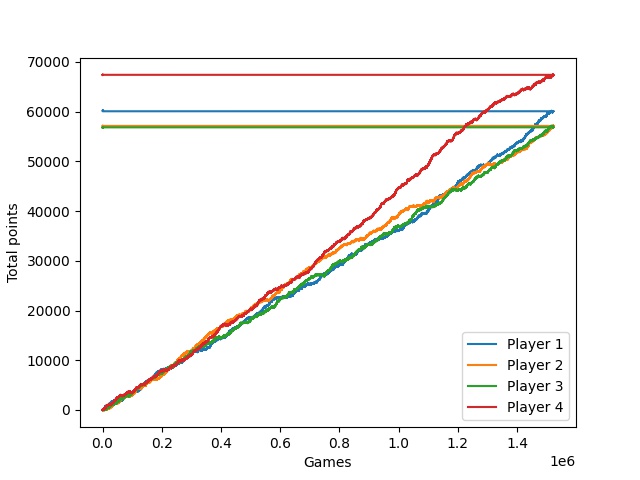 70000
60000
50000
40000
30000
20000
10000
0
Total points
0.0 0.2 0.4 0.6 0.8 1.0 1.2 1.4
1e6
Games
Player 1
Player 2
Player 3
Player 4